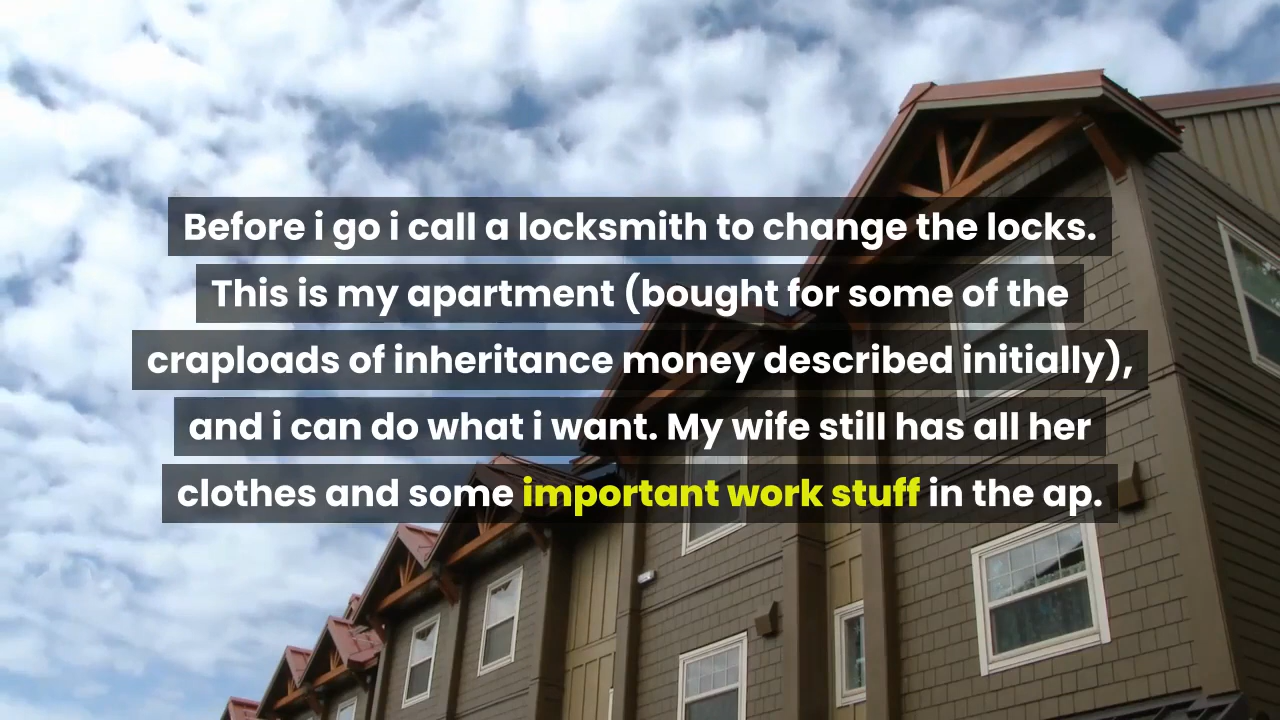 Before i go i call a locksmith to change the locks.
This is my apartment (bought for some of the
craploads of inheritance money described initially),
and i can do what i want. My wife still has all her
clothes and some important work stuff in the ap.